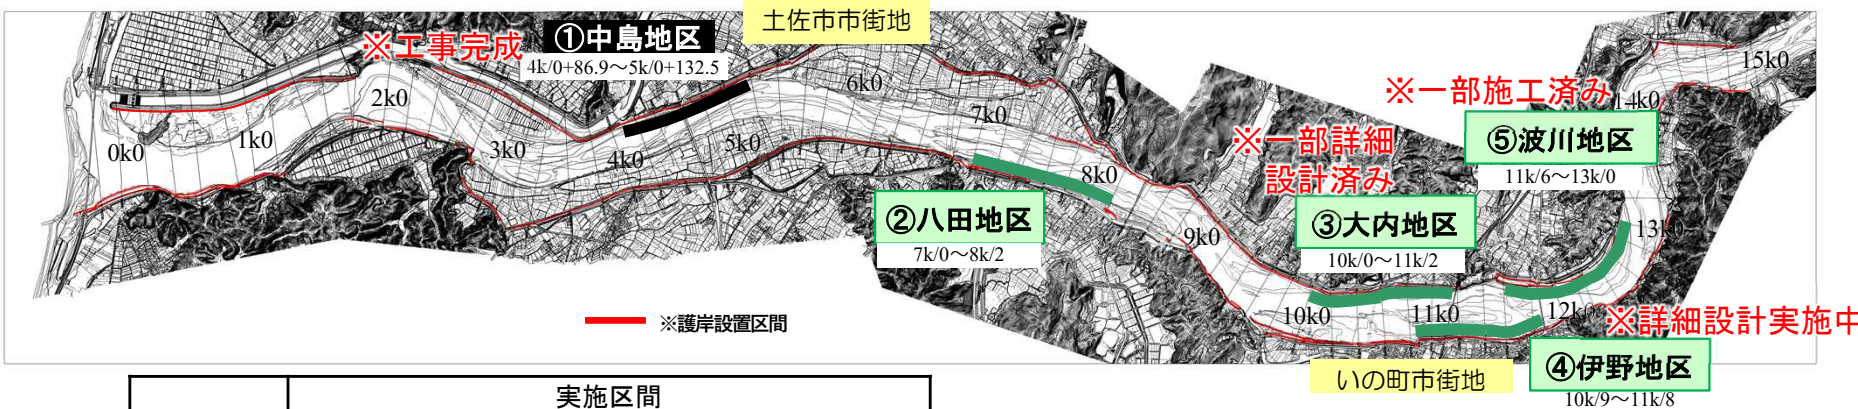 土佐市市街地
※工事完成
①中島地区
4k/0+86.9～5k/0+132.5
0k0
1k0
2k0
3k0
4k0
5k0
6k0
7k0
8k0
9k0
10k0
11k0
12k0
13k0
14k0
15k0
②八田地区
7k/0～8k/2
※一部詳細
設計済み
③大内地区
10k/0～11k/2
※一部施工済み
⑤波川地区
11k/6～13k/0
※詳細設計実施中
④伊野地区
10k/9～11k/8
いの町市街地
※護岸設置区間
実施区間